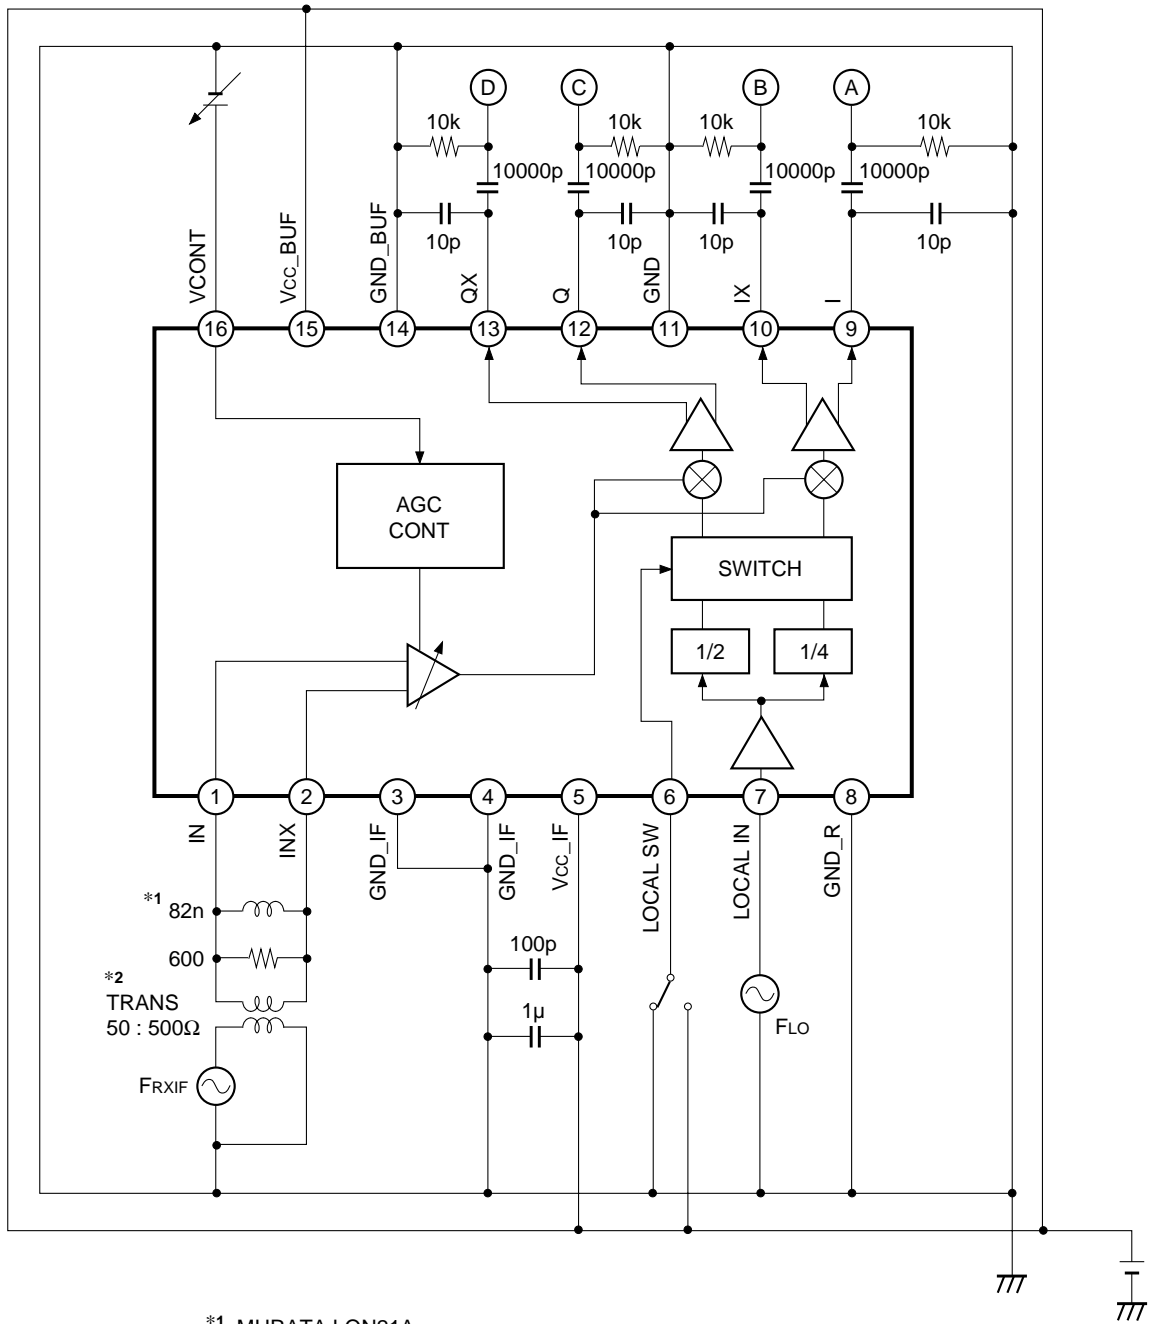 D C B A
10k 10k 10k 10k
10000p 10000p 10000p 10000p
10p 10p 10p 10p
VCONT
VCC_BUF
GND_BUF
QX
Q
GND
IX
I
16 15 14 13 12 11 10 9
AGC
CONT
SWITCH
1/2 1/4
1 2 3 4 5 6 7 8
IN
INX
GND_IF
GND_IF
VCC_IF
LOCAL SW
LOCAL IN
GND_R
*1 82n
600
*2
TRANS
50 : 500Ω
FRXIF
100p
1µ
FLO